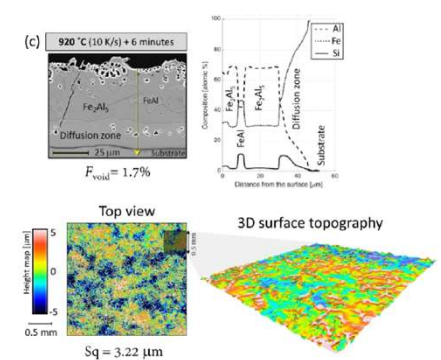 (c)
920 °C (10 K/s) + 6 minutes
Fe₂Al₅
FeAl
Diffusion zone
25 μm
Substrate
Fvoid = 1.7%
Composition [atomic %]
100
80
60
40
20
0
Al
Fe
Si
Fe₂Al₅
FeAl
Fe₂Al₅
Diffusion zone
Substrate
0 20 40 60
Distance from the surface [μm]
Top view
Height map [μm]
5
0
-5
0.5 mm
0.5 mm
Sq = 3.22 μm
3D surface topography